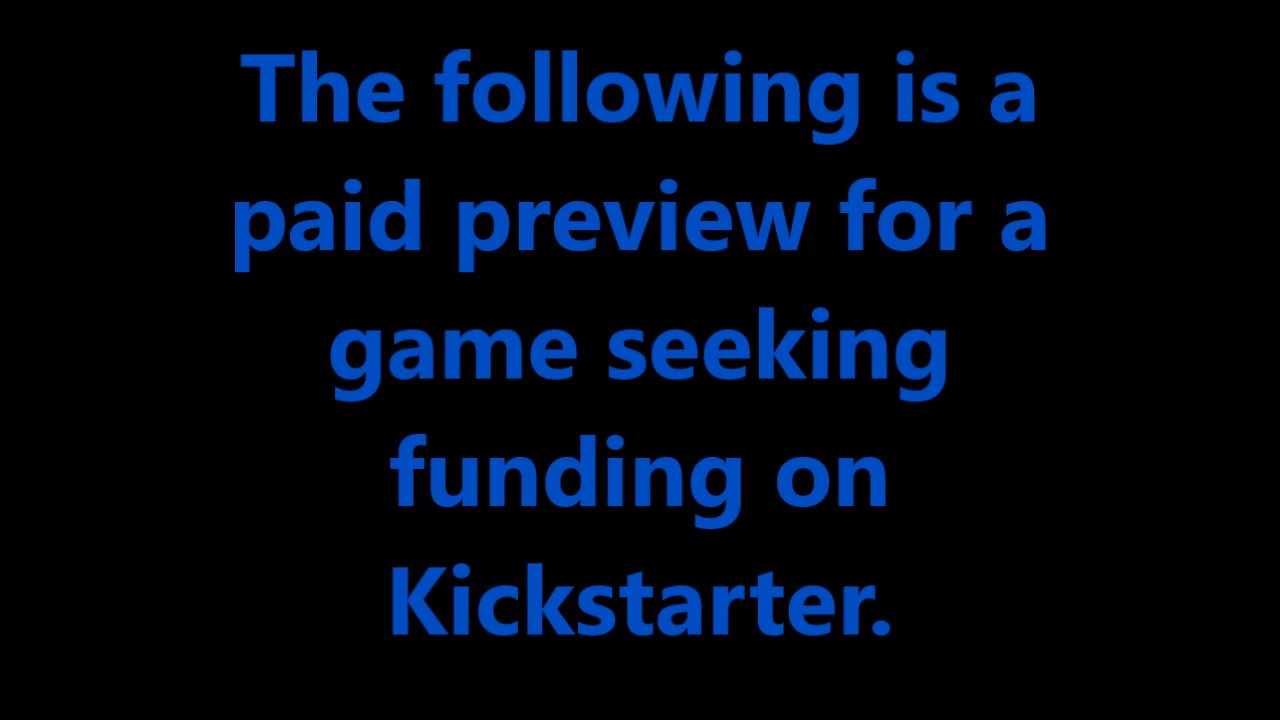 The following is a
paid preview for a
game seeking
funding on
Kickstarter.